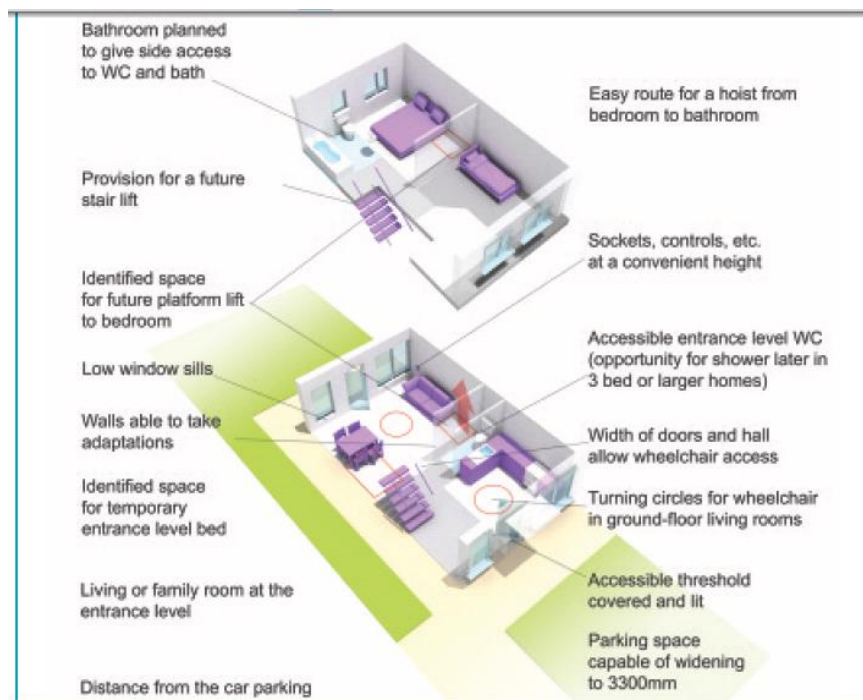 Bathroom planned
to give side access
to WC and bath
Provision for a future
stair lift
Identified space
for future platform lift
to bedroom
Low window sills
Walls able to take
adaptations
Identified space
for temporary
entrance level bed
Living or family room at the
entrance level
Distance from the car parking
Easy route for a hoist from
bedroom to bathroom
Sockets, controls, etc.
at a convenient height
Accessible entrance level WC
(opportunity for shower later in
3 bed or larger homes)
Width of doors and hall
allow wheelchair access
Turning circles for wheelchair
in ground-floor living rooms
Accessible threshold
covered and lit
Parking space
capable of widening
to 3300mm